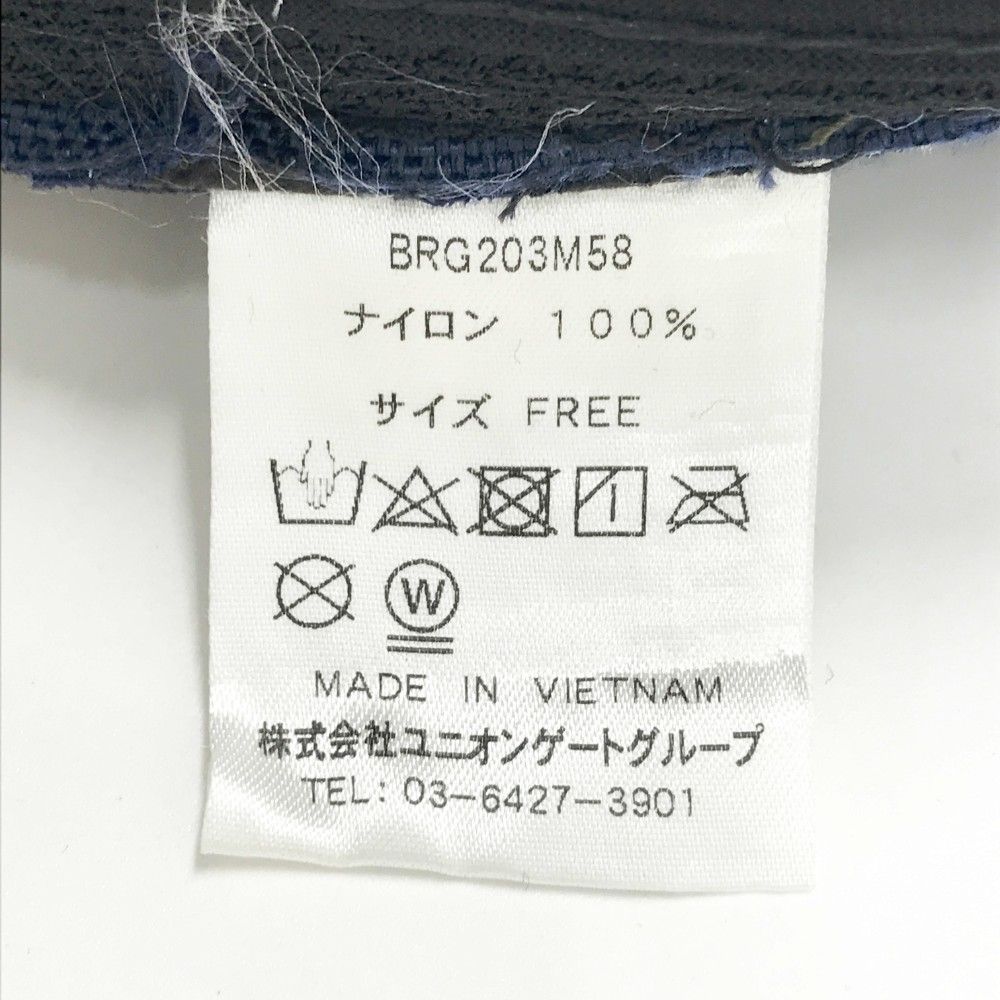 BRG203M58
ナイロン 100%
サイズ FREE
W
MADE IN VIETNAM
株式会社ユニオンゲートグループ
TEL: 03-6427-3901